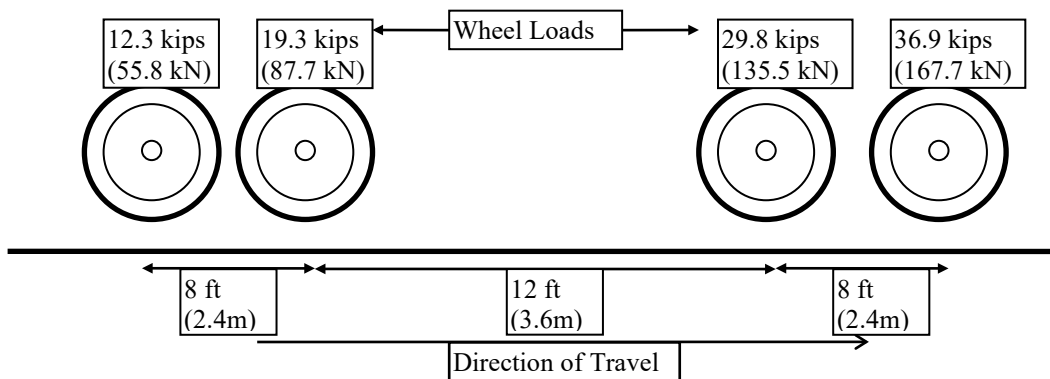 12.3 kips
(55.8 kN)
19.3 kips
(87.7 kN)
Wheel Loads
29.8 kips
(135.5 kN)
36.9 kips
(167.7 kN)
8 ft
(2.4m)
12 ft
(3.6m)
8 ft
(2.4m)
Direction of Travel